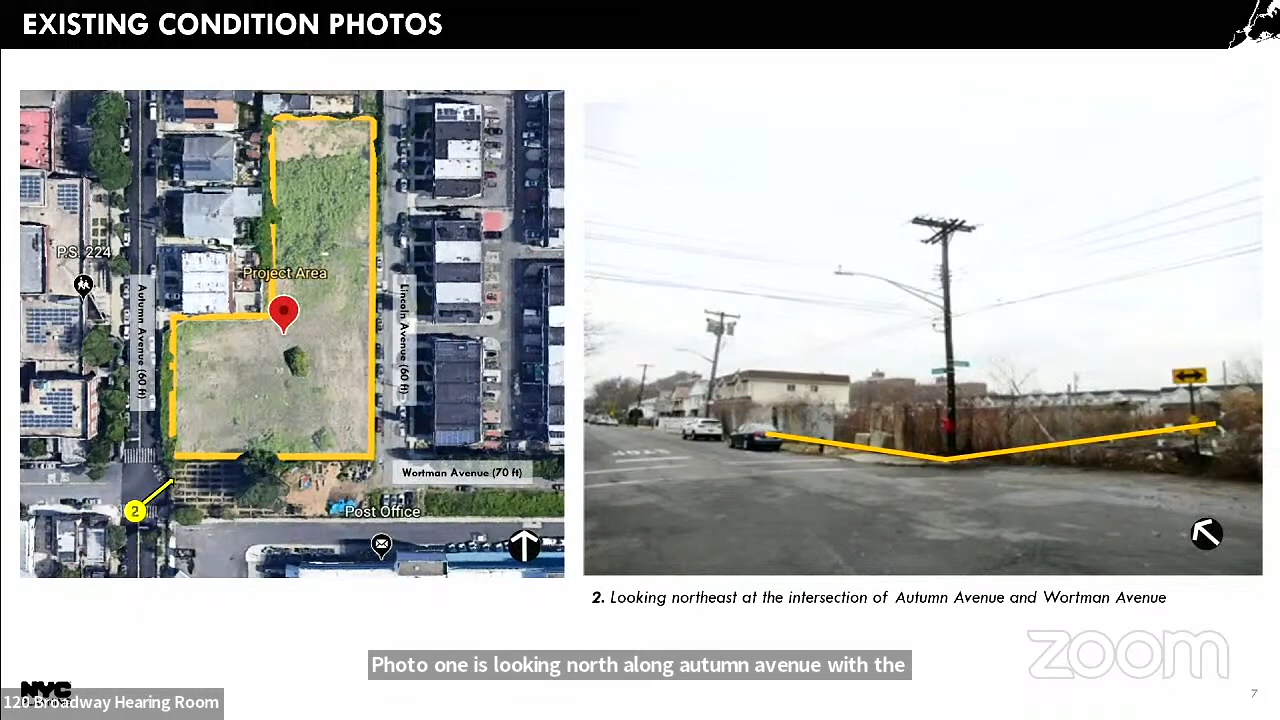 EXISTING CONDITION PHOTOS
P.S. 224
Project Area
Autumn Avenue (60 ft)
Lincoln Avenue (60 ft)
Wortman Avenue (70 ft)
2
Post Office
2. Looking northeast at the intersection of Autumn Avenue and Wortman Avenue
zoom
Photo one is looking north along autumn avenue with the
NYC
120 Broadway Hearing Room
7